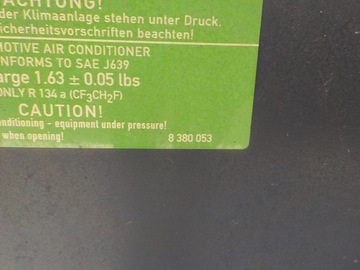 ACHTUNG!
der Klimaanlage stehen unter Druck.
icherheitsvorschriften beachten!
MOTIVE AIR CONDITIONER
NFORMS TO SAE J639
arge 1.63 ± 0.05 lbs
ONLY R 134 a (CF3CH2F)
CAUTION!
onditioning - equipment under pressure!
when opening!
8 380 053